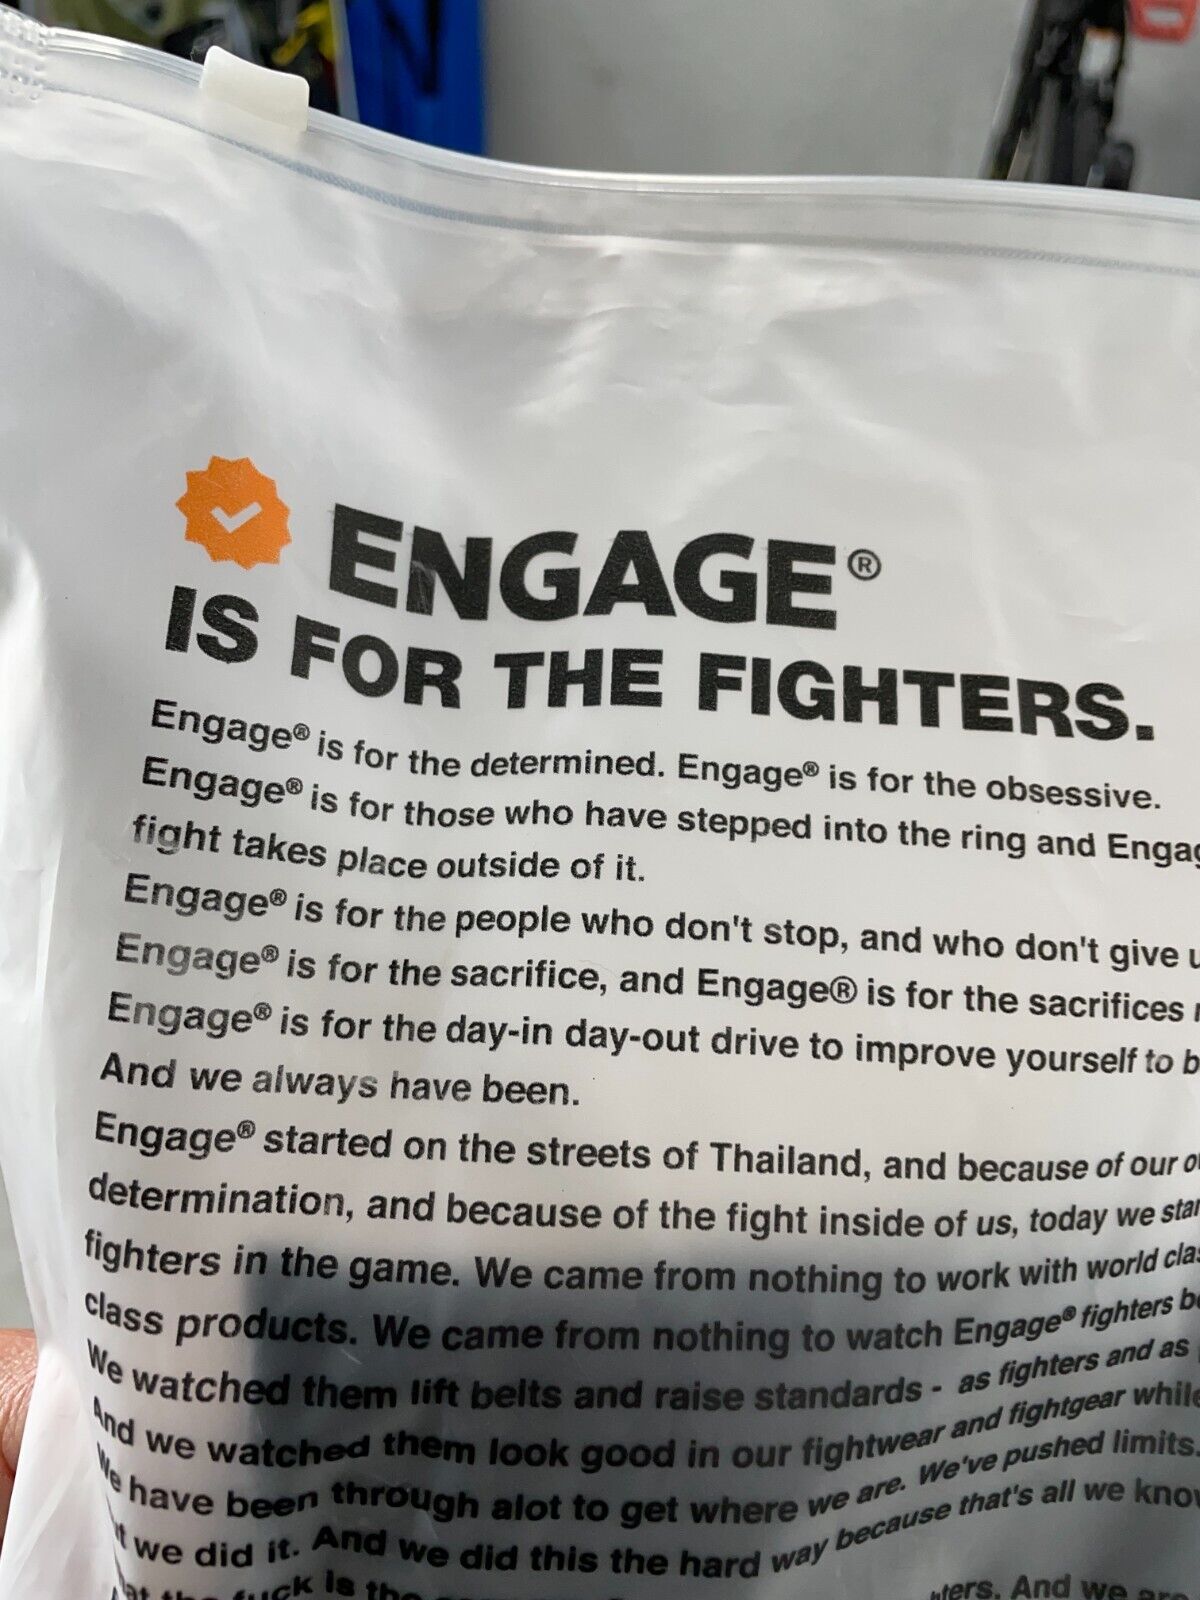 ENGAGE®
IS FOR THE FIGHTERS.
Engage® is for the determined. Engage® is for the obsessive.
Engage® is for those who have stepped into the ring and
fight takes place outside of it.
Engage® is for the people who don't stop, and who don't give
Engage® is for the sacrifice, and Engage® is for the sacrifices
Engage® is for the day-in day-out drive to improve yourself to
And we always have been.
Engage® started on the streets of Thailand, and because of our
determination, and because of the fight inside of us, today we
fighters in the game. We came from nothing to work with world
class products. We came from nothing to watch Engage® fighters
We watched them lift belts and raise standards - as fighters and as
And we watched them look good in our fightwear and fightgear
We have been through alot to get where we are. We've pushed limits.
we did it. And we did this the hard way because that's all we
fuck is And we